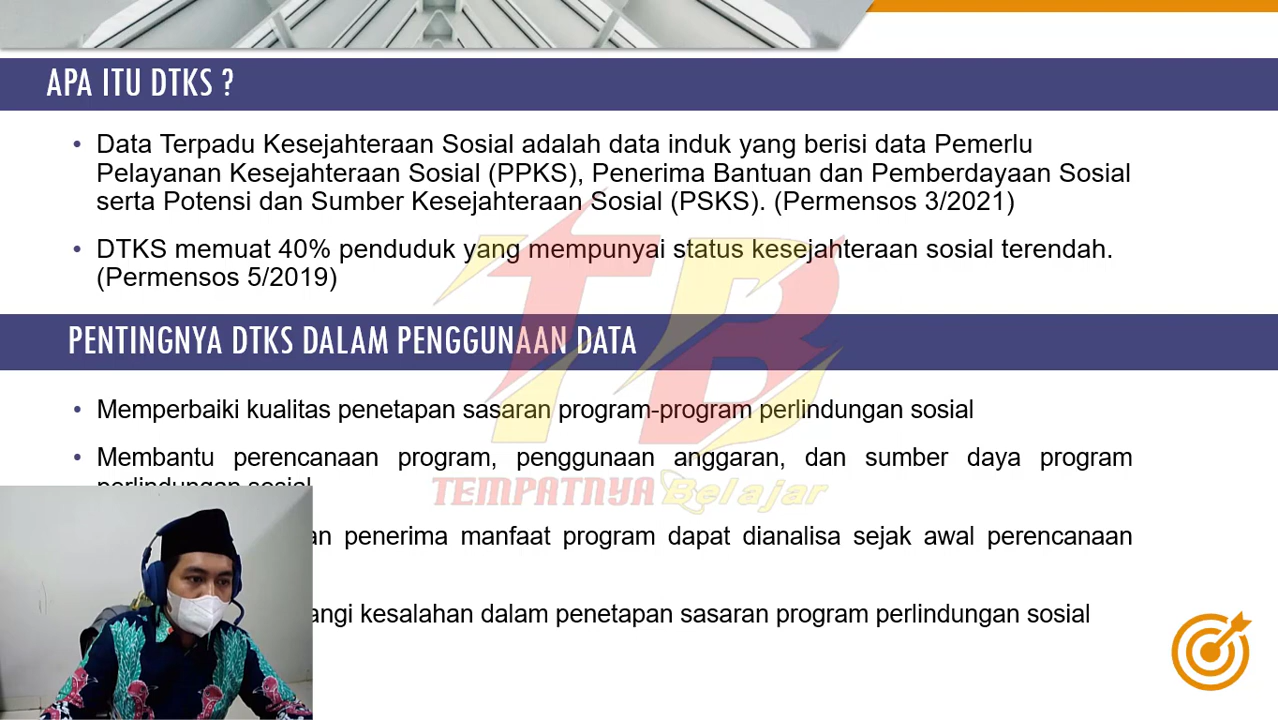 APA ITU DTKS ?
• Data Terpadu Kesejahteraan Sosial adalah data induk yang berisi data Pemerlu
Pelayanan Kesejahteraan Sosial (PPKS), Penerima Bantuan dan Pemberdayaan Sosial
serta Potensi dan Sumber Kesejahteraan Sosial (PSKS). (Permensos 3/2021)
• DTKS memuat 40% penduduk yang mempunyai status kesejahteraan sosial terendah.
(Permensos 5/2019)
PENTINGNYA DTKS DALAM PENGGUNAAN DATA
• Memperbaiki kualitas penetapan sasaran program-program perlindungan sosial
• Membantu perencanaan program, penggunaan anggaran, dan sumber daya program
perlindungan sosial
penerima manfaat program dapat dianalisa sejak awal perencanaan
kesalahan dalam penetapan sasaran program perlindungan sosial
TB
TEMPATNYA Belajar